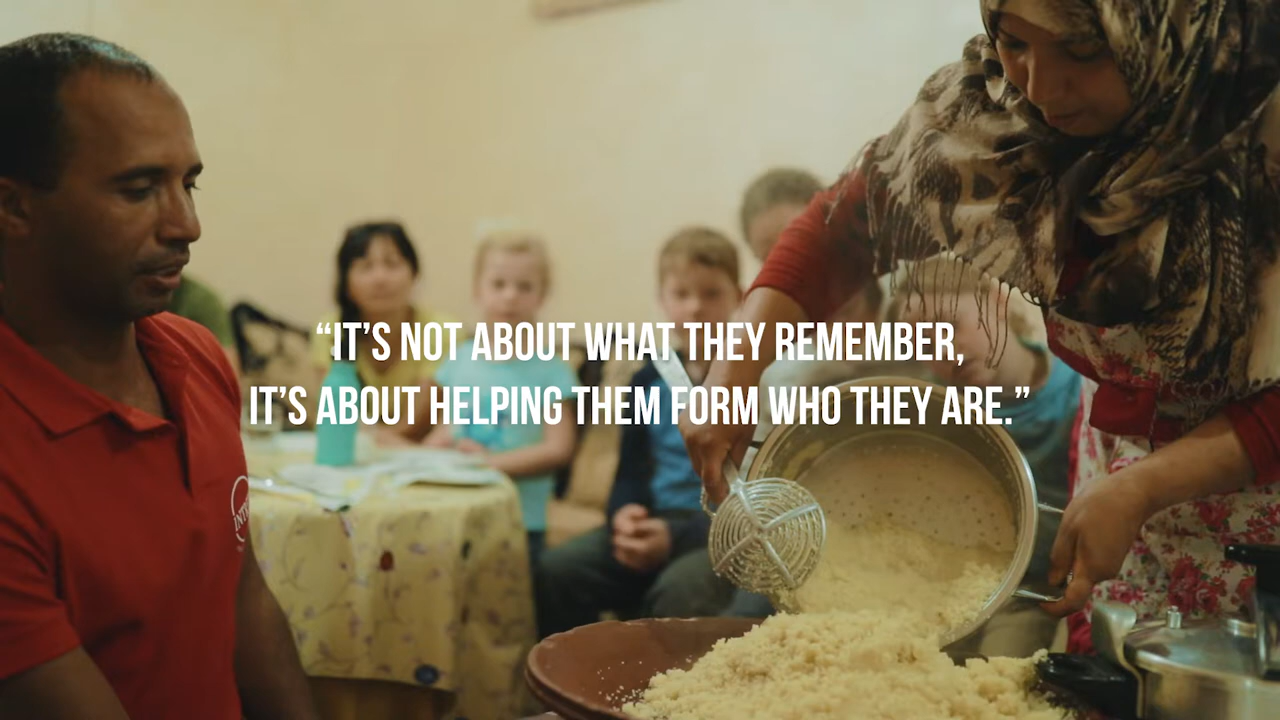 “IT’S NOT ABOUT WHAT THEY REMEMBER,
IT’S ABOUT HELPING THEM FORM WHO THEY ARE.”